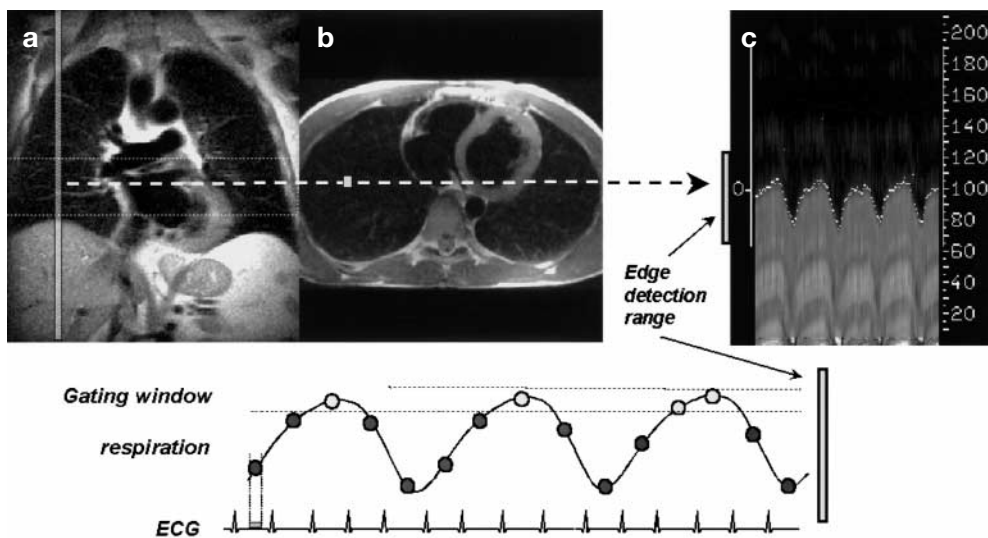 a
b
c
200
180
160
140
120
100
80
60
40
20
0
Edge
detection
range
Gating window
respiration
ECG